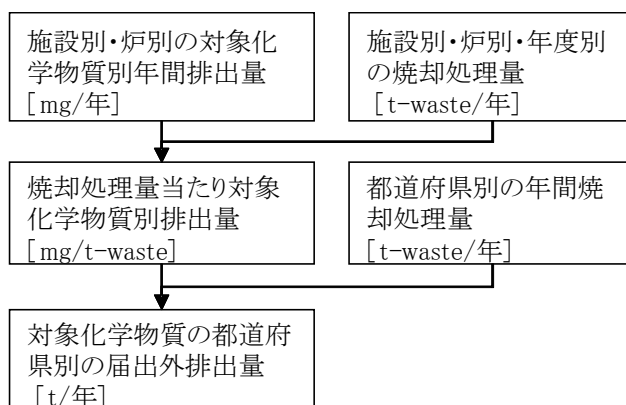 施設別・炉別の対象化
学物質別年間排出量
[mg/年]
施設別・炉別・年度別
の焼却処理量
[t-waste/年]
焼却処理量当たり対象
化学物質別排出量
[mg/t-waste]
都道府県別の年間焼
却処理量
[t-waste/年]
対象化学物質の都道府
県別の届出外排出量
[t/年]